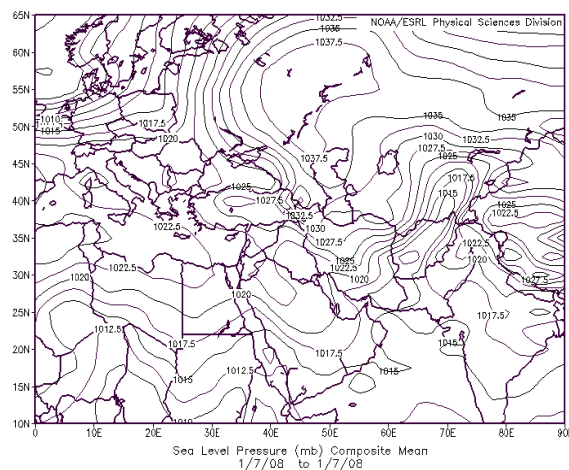 65N 1032.5 NOAA/ESRL Physical Sciences Division
1035
60N 1037.5
55N
1035 1035
1010 1017.5
50N
1015 1020 1030 1032.5
1027.5
45N 1037.5 1025
1017.5
1025 1015
40N 1027.5 1025
1032.5 1022.5
1022.5 1030
35N 1027.5 1022.5
1025 1020
1022.5 1022.5
30N 1020 1020 1027.5
1020
25N
1017.5
20N 1012.5
1017.5 1017.5
15N 1015 1012.5 1015
10N 1010
0 10E 20E 30E 40E 50E 60E 70E 80E 90E
Sea Level Pressure (mb) Composite Mean
1/7/08 to 1/7/08